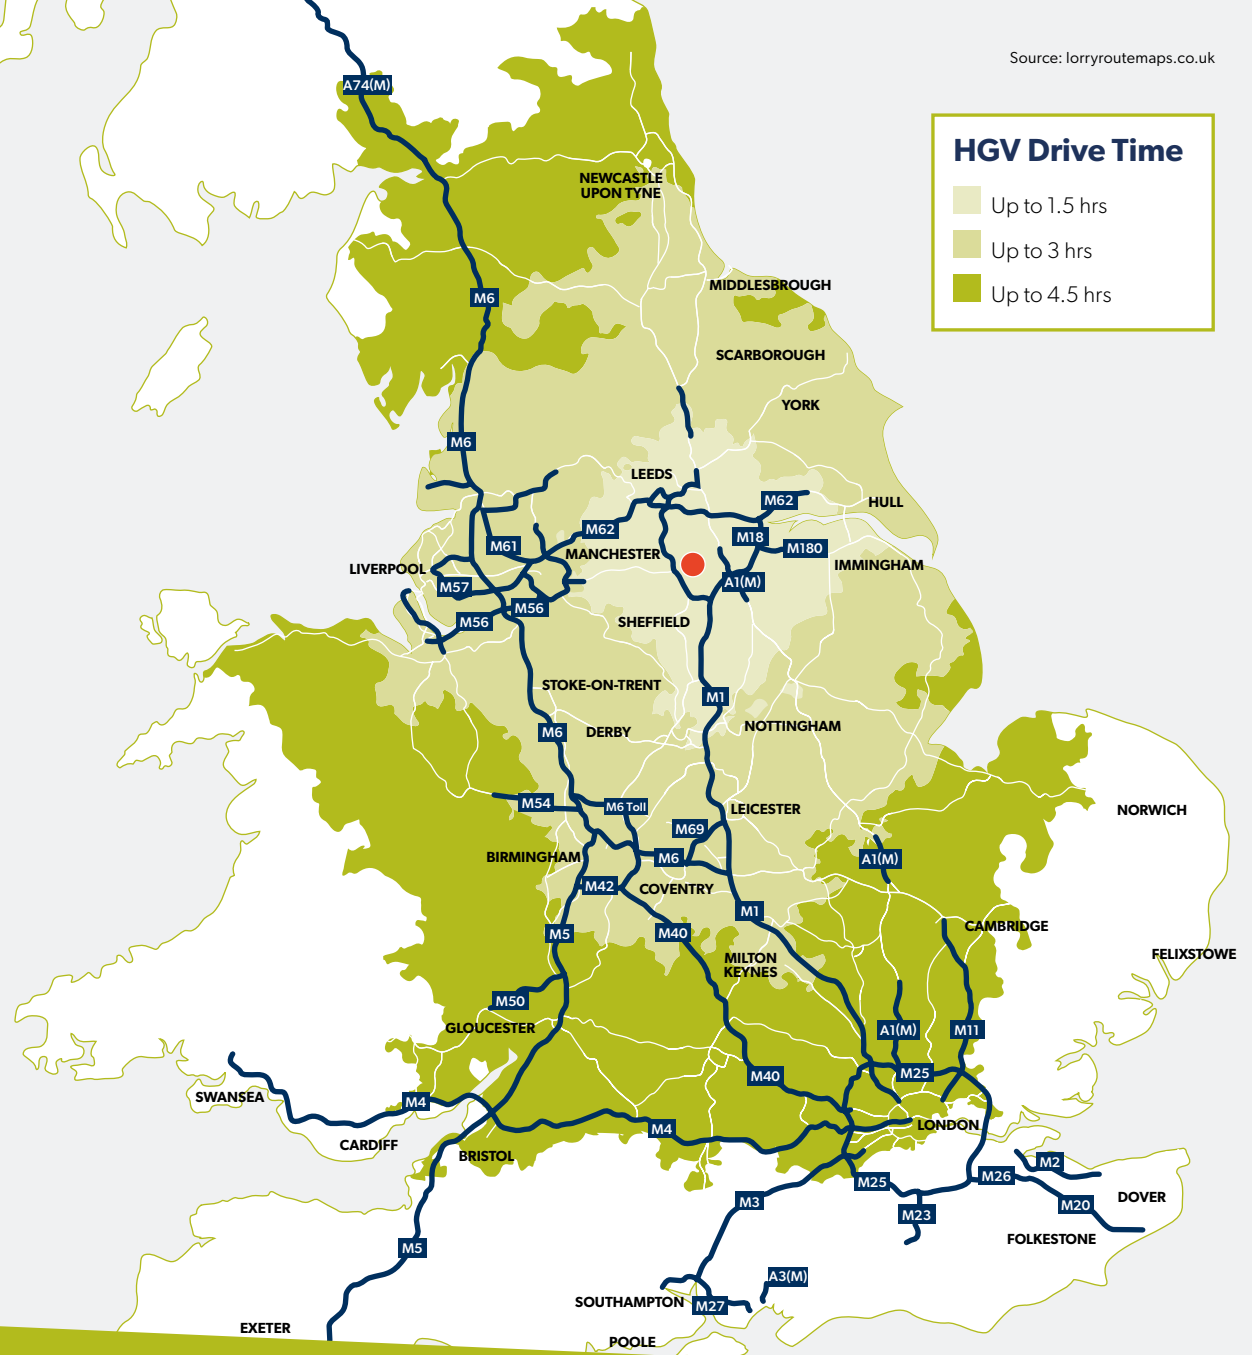 Source: lorryroutemaps.co.uk
A74(M)
HGV Drive Time
NEWCASTLE
UPON TYNE
Up to 1.5 hrs
Up to 3 hrs
MIDDLESBROUGH
Up to 4.5 hrs
M6
SCARBOROUGH
YORK
M6
LEEDS
M62
HULL
M62
M18
M61
M180
MANCHESTER
LIVERPOOL
IMMINGHAM
M57
A1(M)
M56
M56
SHEFFIELD
STOKE-ON-TRENT
M1
NOTTINGHAM
M6
DERBY
M54
M6 Toll
LEICESTER
NORWICH
M69
BIRMINGHAM
M6
A1(M)
M42
COVENTRY
M1
CAMBRIDGE
M5
M40
FELIXSTOWE
MILTON
KEYNES
M50
GLOUCESTER
A1(M)
M11
M25
M40
SWANSEA
M4
M4
LONDON
CARDIFF
BRISTOL
M2
M26
M25
DOVER
M3
M20
M23
FOLKESTONE
M5
A3(M)
SOUTHAMPTON
M27
EXETER
POOLE